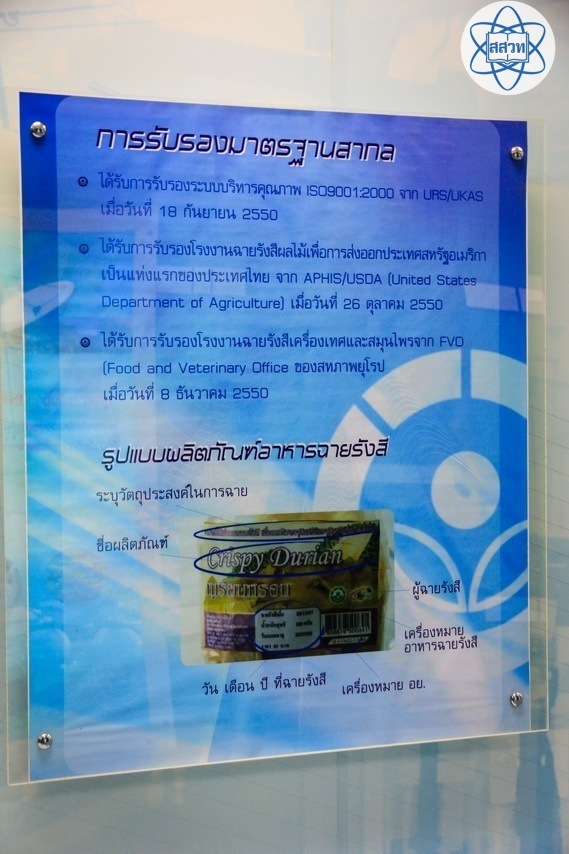 สสวท
การรับรองมาตรฐานสากล
ได้รับการรับรองระบบบริหารคุณภาพ ISO9001:2000 จาก URS/UKAS
เมื่อวันที่ 18 กันยายน 2550
ได้รับการรับรองโรงงานฉายรังสีผลไม้เพื่อการส่งออกประเทศสหรัฐอเมริกา
เป็นแห่งแรกของประเทศไทย จาก APHIS/USDA (United States
Department of Agriculture) เมื่อวันที่ 26 ตุลาคม 2550
ได้รับการรับรองโรงงานฉายรังสีเครื่องเทศและสมุนไพรจาก FVO
(Food and Veterinary Office ของสหภาพยุโรป
เมื่อวันที่ 8 ธันวาคม 2550
รูปแบบผลิตภัณฑ์อาหารฉายรังสี
ระบุวัตถุประสงค์ในการฉาย
ชื่อผลิตภัณฑ์
Crispy Durian
ทุเรียนกรอบ
ผู้ฉายรังสี
เครื่องหมาย
อาหารฉายรังสี
วัน เดือน ปี ที่ฉายรังสี
เครื่องหมาย อย.